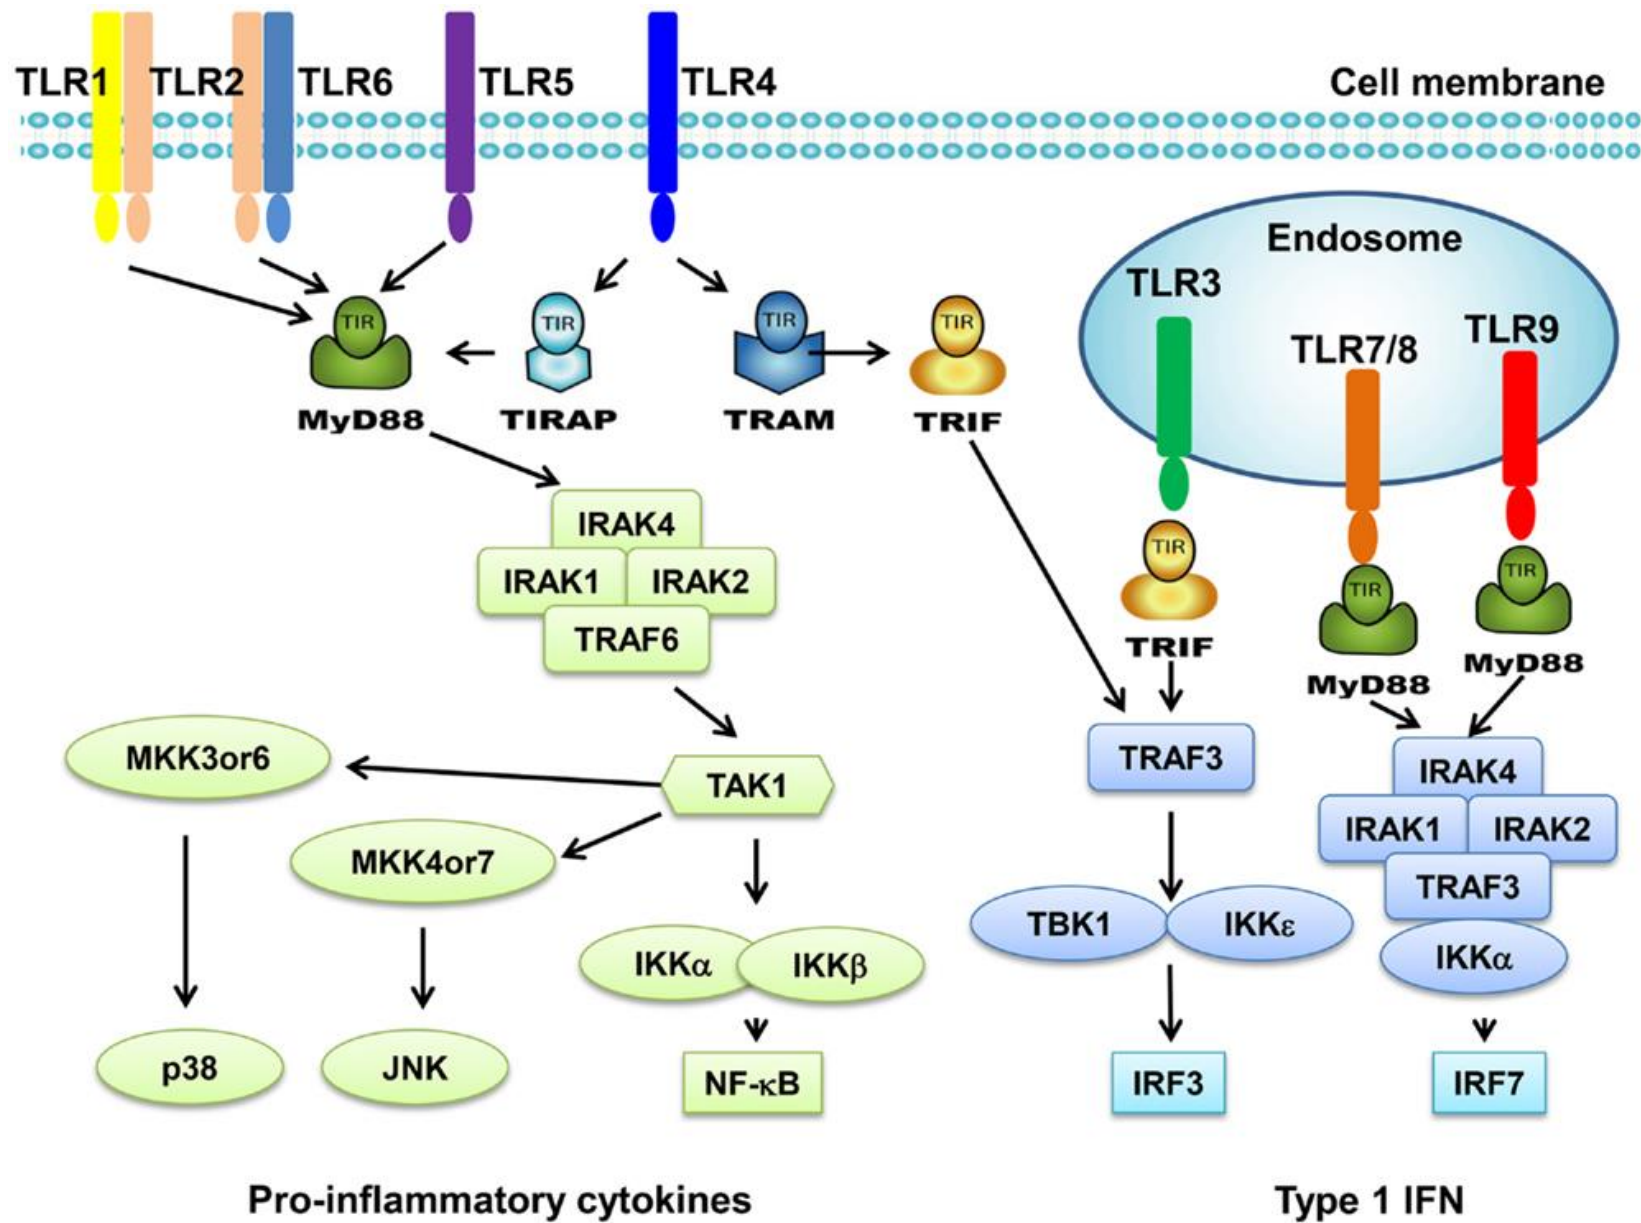 TLR1
TLR2
TLR6
TLR5
TLR4
Cell membrane
Endosome
TLR3
TLR7/8
TLR9
TIR
MyD88
TIR
TIRAP
TIR
TRAM
TIR
TRIF
IRAK4
IRAK1
IRAK2
TRAF6
TIR
TRIF
TIR
MyD88
TIR
MyD88
MKK3or6
TAK1
MKK4or7
TRAF3
IRAK4
IRAK1
IRAK2
TRAF3
IKKα
IKKα
IKKβ
TBK1
IKKε
p38
JNK
NF-κB
IRF3
IRF7
Pro-inflammatory cytokines
Type 1 IFN